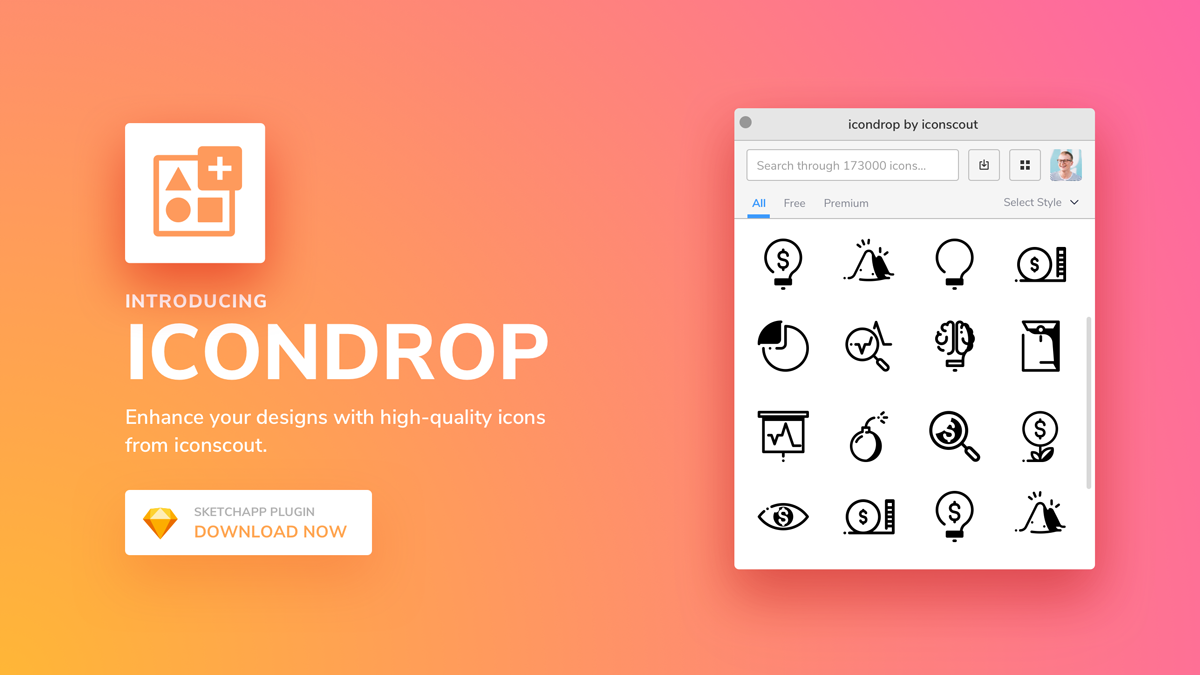 INTRODUCING
ICONDROP
Enhance your designs with high-quality icons
from iconscout.
SKETCHAPP PLUGIN
DOWNLOAD NOW
icondrop by iconscout
Search through 173000 icons...
All Free Premium Select Style
$ $
$ $
$ $ $